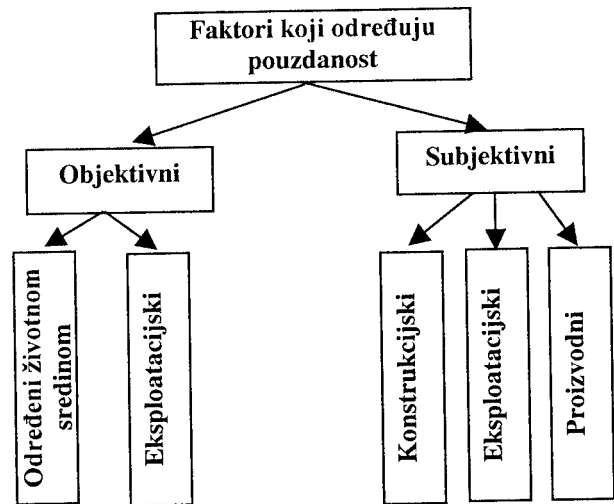 Faktori koji određuju
pouzdanost
Objektivni
Subjektivni
Određeni životnom
sredinom
Eksploatacijski
Konstrukcijski
Eksploatacijski
Proizvodni